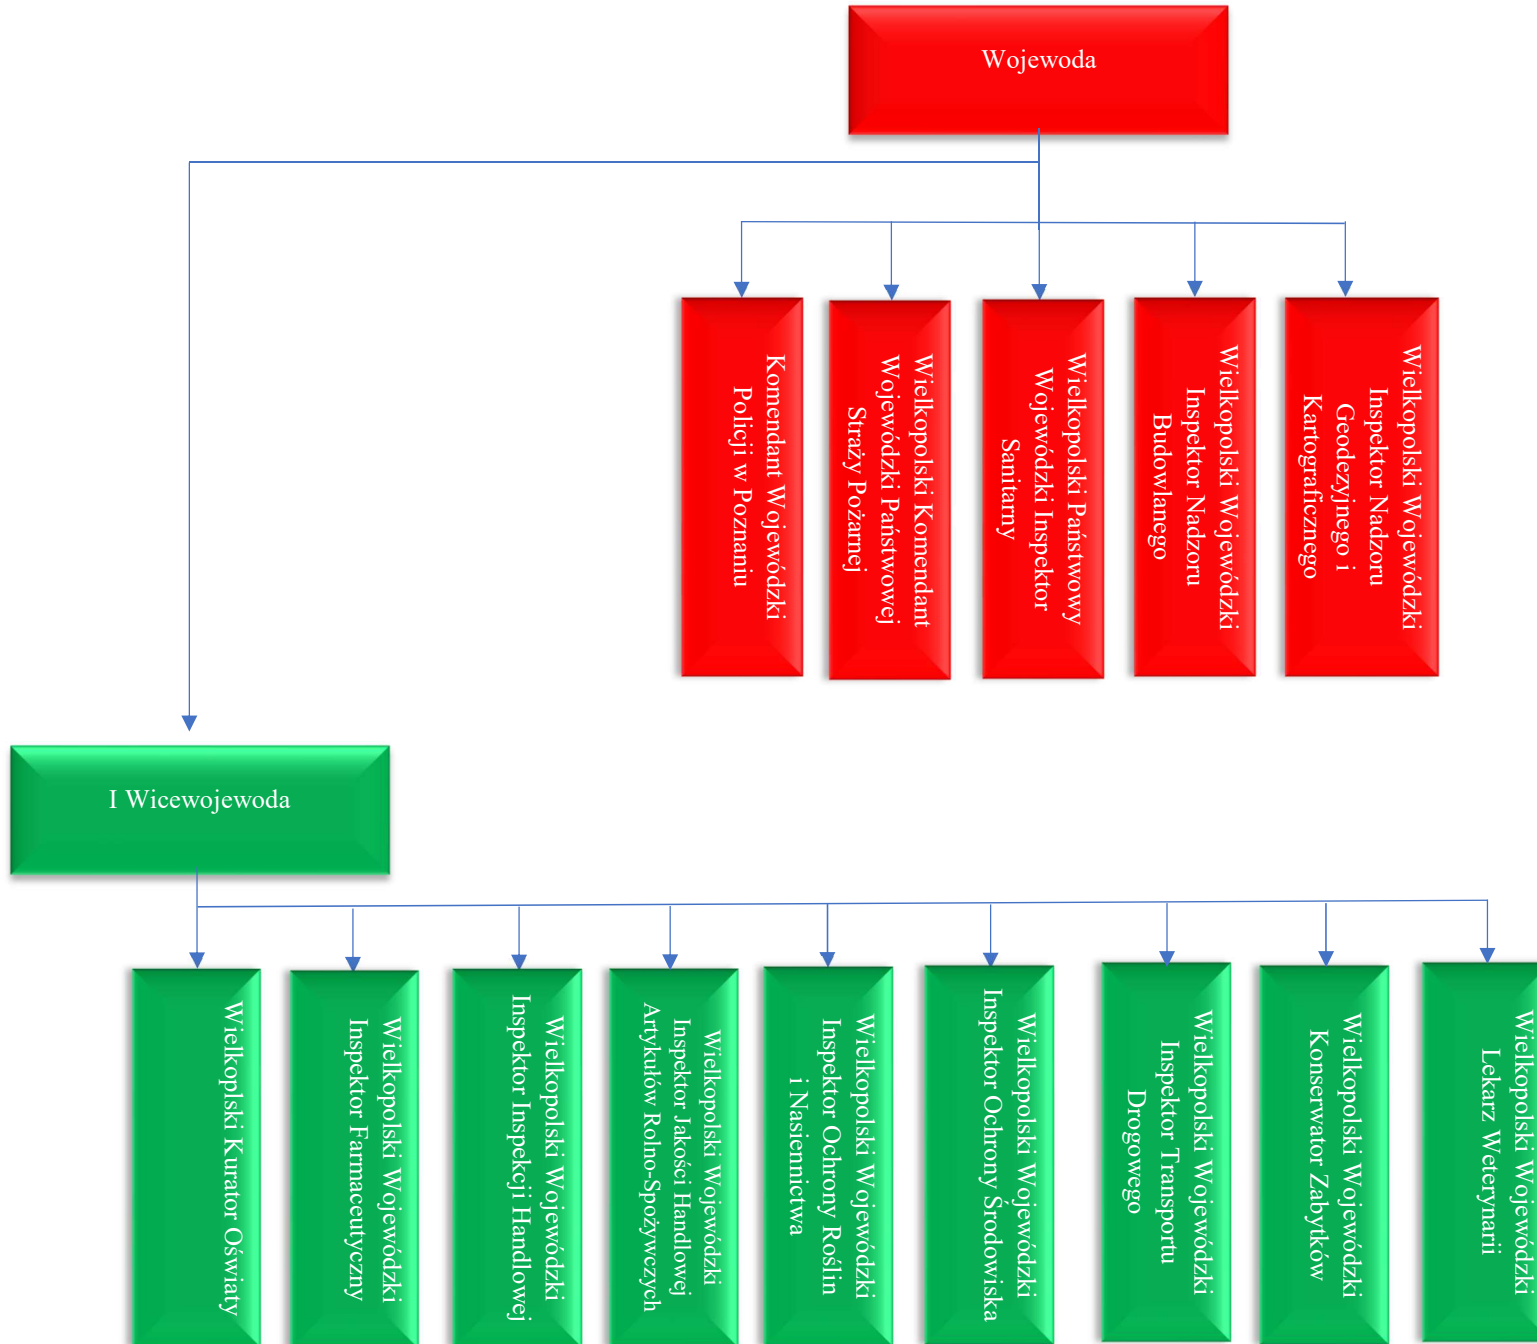 Wojewoda
Komendant Wojewódzki
Policji w Poznaniu
Wielkopolski Komendant
Wojewódzki Państwowej
Straży Pożarnej
Wielkopolski Państwowy
Wojewódzki Inspektor
Sanitarny
Wielkopolski Wojewódzki
Inspektor Nadzoru
Budowlanego
Wielkopolski Wojewódzki
Inspektor Nadzoru
Geodezyjnego i
Kartograficznego
I Wicewojewoda
Wielkoplski Kurator Oświaty
Wielkopolski Wojewódzki
Inspektor Farmaceutyczny
Wielkopolski Wojewódzki
Inspektor Inspekcji Handlowej
Wielkopolski Wojewódzki
Inspektor Jakości Handlowej
Artykułów Rolno-Spożywczych
Wielkopolski Wojewódzki
Inspektor Ochrony Roślin
i Nasiennictwa
Wielkopolski Wojewódzki
Inspektor Ochrony Środowiska
Wielkopolski Wojewódzki
Inspektor Transportu
Drogowego
Wielkopolski Wojewódzki
Konserwator Zabytków
Wielkopolski Wojewódzki
Lekarz Weterynarii